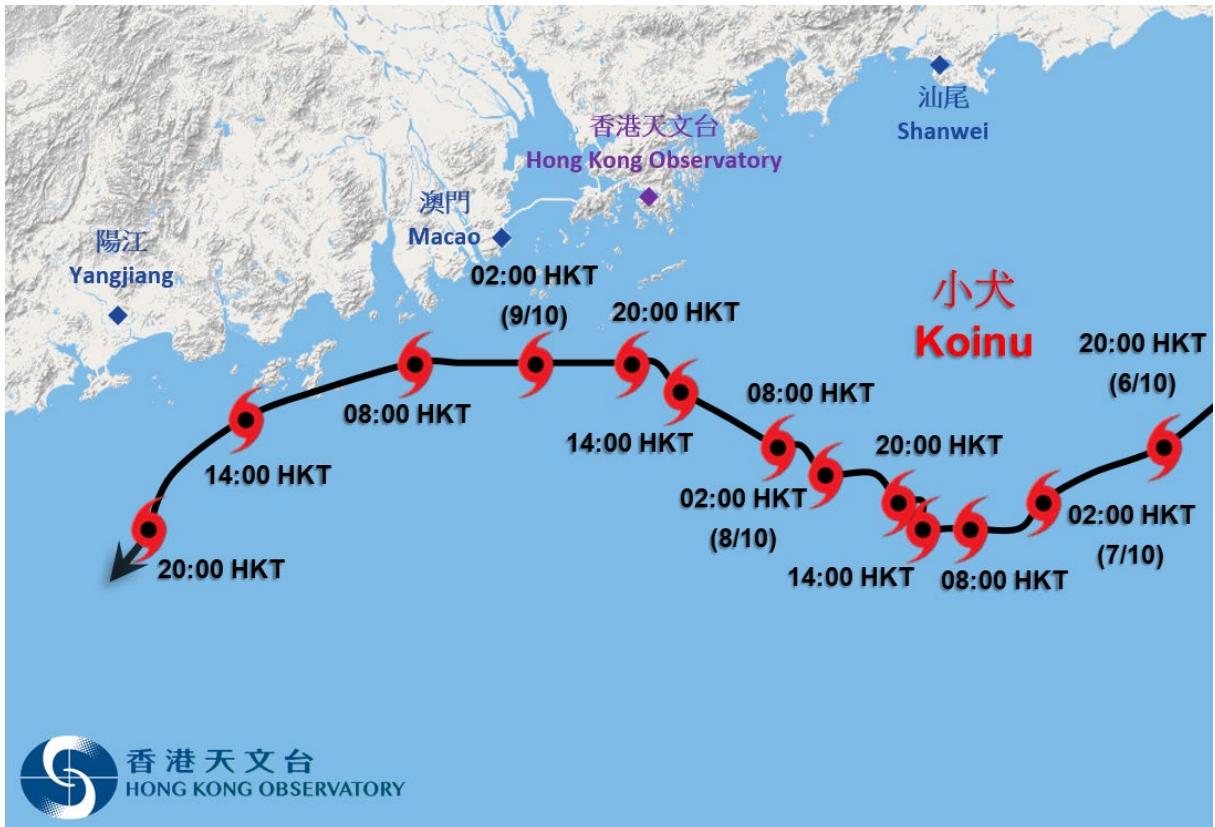 汕尾
Shanwei
香港天文台
Hong Kong Observatory
澳門
Macao
陽江
Yangjiang
小犬
Koinu
20:00 HKT
(6/10)
02:00 HKT
(7/10)
08:00 HKT
14:00 HKT
20:00 HKT
02:00 HKT
(8/10)
08:00 HKT
14:00 HKT
20:00 HKT
02:00 HKT
(9/10)
08:00 HKT
14:00 HKT
20:00 HKT
香港天文台
HONG KONG OBSERVATORY